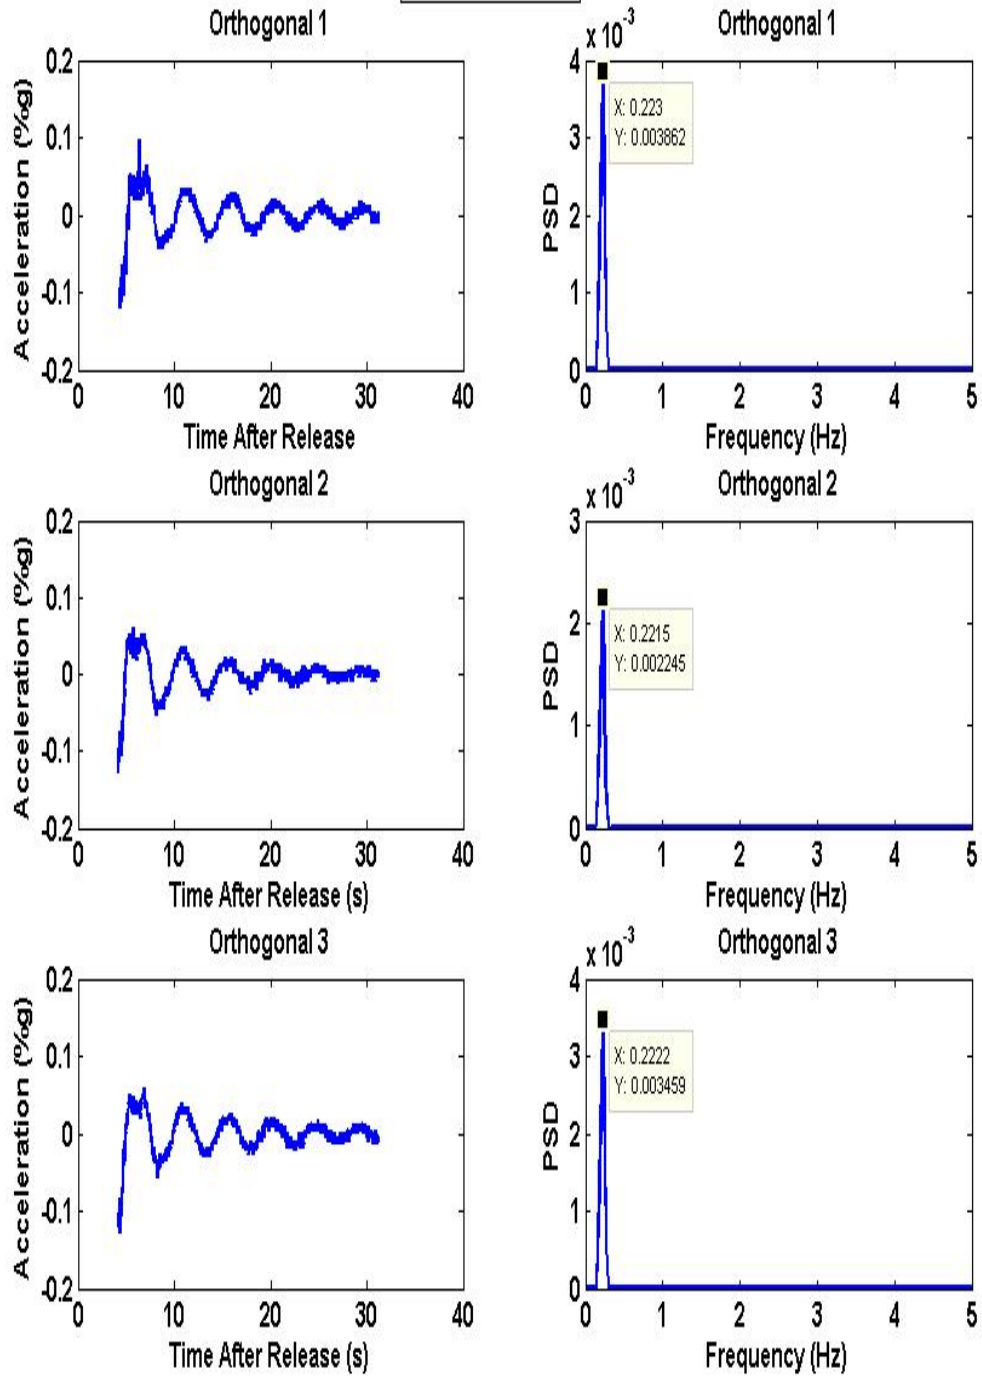 Orthogonal 1
0.2
0.1
0
-0.1
-0.2
Acceleration (%g)
0 10 20 30 40
Time After Release
x 10-3
Orthogonal 1
4
3
2
1
0
PSD
X: 0.223
Y: 0.003862
0 1 2 3 4 5
Frequency (Hz)
Orthogonal 2
0.2
0.1
0
-0.1
-0.2
Acceleration (%g)
0 10 20 30 40
Time After Release (s)
x 10-3
Orthogonal 2
3
2
1
0
PSD
X: 0.2215
Y: 0.002245
0 1 2 3 4 5
Frequency (Hz)
Orthogonal 3
0.2
0.1
0
-0.1
-0.2
Acceleration (%g)
0 10 20 30 40
Time After Release (s)
x 10-3
Orthogonal 3
4
3
2
1
0
PSD
X: 0.2222
Y: 0.003459
0 1 2 3 4 5
Frequency (Hz)